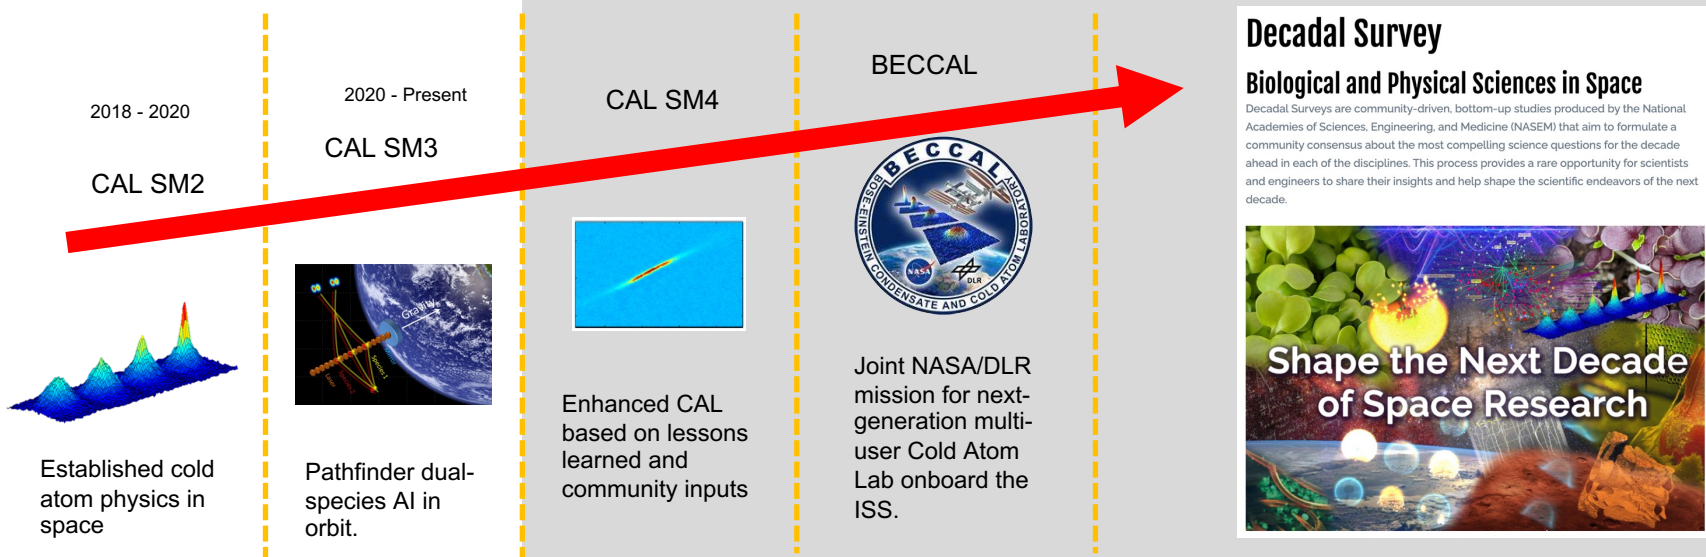 2018 - 2020
CAL SM2
Established cold
atom physics in
space
2020 - Present
CAL SM3
Gravity
Species 1
Species 2
Laser
Pathfinder dual-
species AI in
orbit.
CAL SM4
Enhanced CAL
based on lessons
learned and
community inputs
BECCAL
BECCAL
BOSE-EINSTEIN CONDENSATE AND COLD ATOM LABORATORY
NASA
DLR
Joint NASA/DLR
mission for next-
generation multi-
user Cold Atom
Lab onboard the
ISS.
Decadal Survey
Biological and Physical Sciences in Space
Decadal Surveys are community-driven, bottom-up studies produced by the National
Academies of Sciences, Engineering, and Medicine (NASEM) that aim to formulate a
community consensus about the most compelling science questions for the decade
ahead in each of the disciplines. This process provides a rare opportunity for scientists
and engineers to share their insights and help shape the scientific endeavors of the next
decade.
Shape the Next Decade
of Space Research